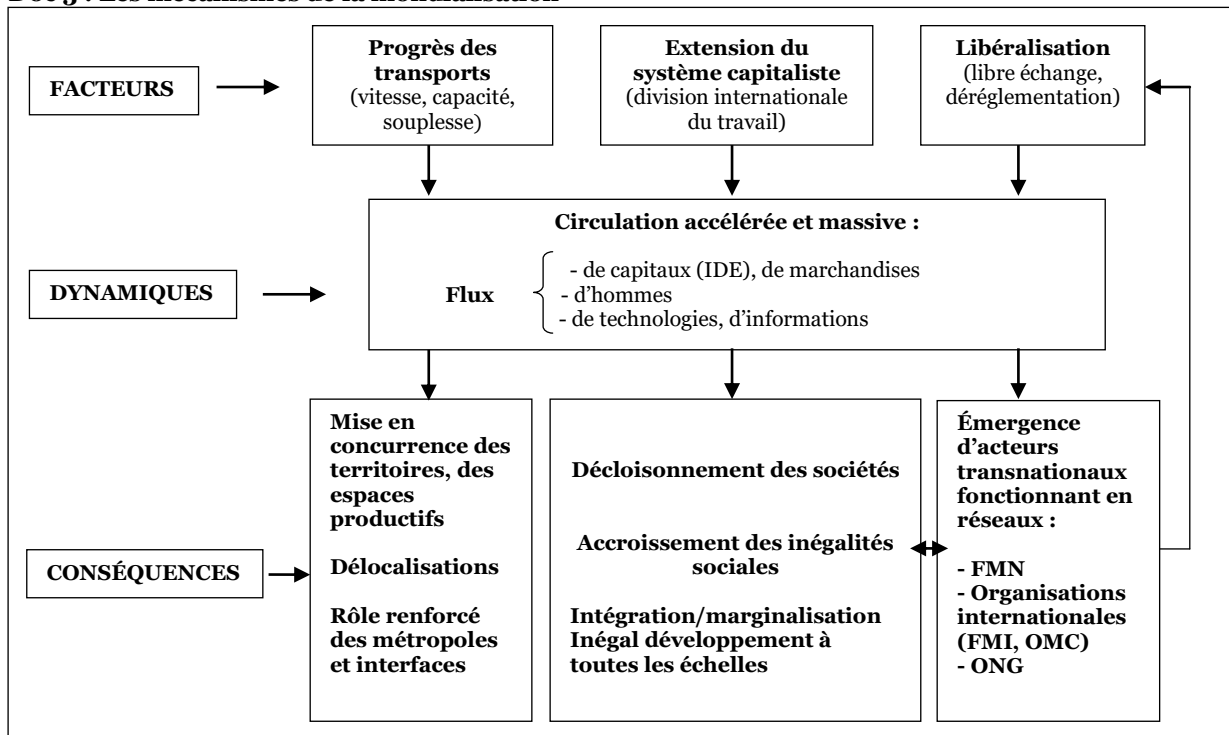 FACTEURS
Progrès des
transports
(vitesse, capacité,
souplesse)
Extension du
système capitaliste
(division internationale
du travail)
Libéralisation
(libre échange,
déréglementation)
DYNAMIQUES
Circulation accélérée et massive :
Flux
- de capitaux (IDE), de marchandises
- d’hommes
- de technologies, d’informations
CONSÉQUENCES
Mise en
concurrence des
territoires, des
espaces
productifs
Délocalisations
Rôle renforcé
des métropoles
et interfaces
Décloisonnement des sociétés
Accroissement des inégalités
sociales
Intégration/marginalisation
Inégal développement à
toutes les échelles
Émergence
d’acteurs
transnationaux
fonctionnant en
réseaux :
- FMN
- Organisations
internationales
(FMI, OMC)
- ONG